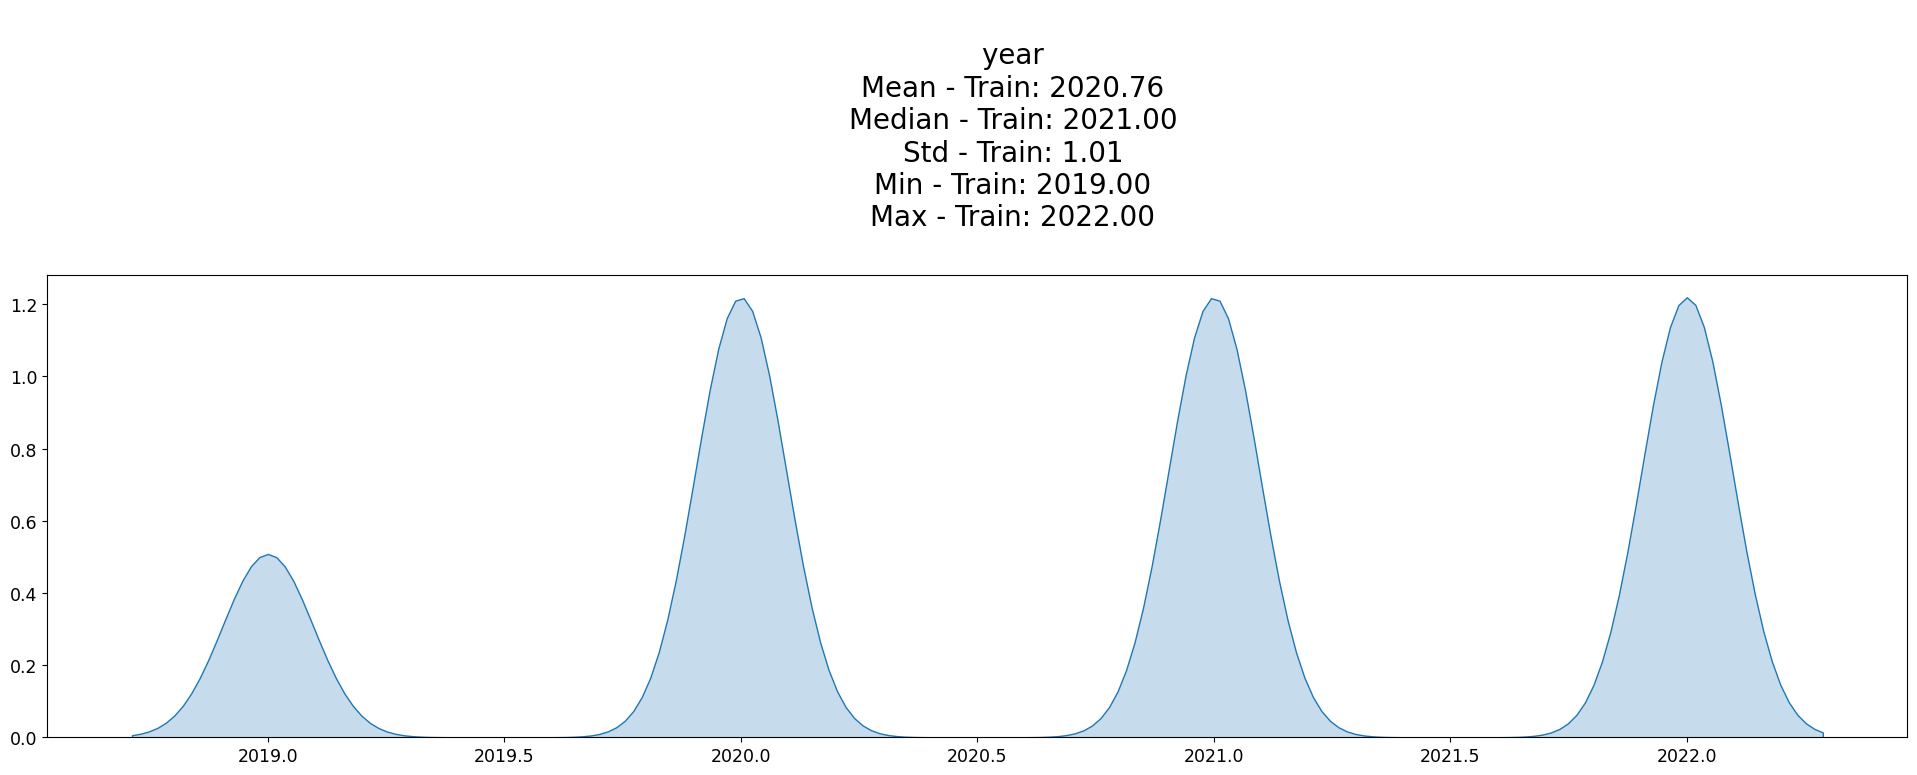 year
Mean - Train: 2020.76
Median - Train: 2021.00
Std - Train: 1.01
Min - Train: 2019.00
Max - Train: 2022.00
1.2
1.0
0.8
0.6
0.4
0.2
0.0
2019.0 2019.5 2020.0 2020.5 2021.0 2021.5 2022.0